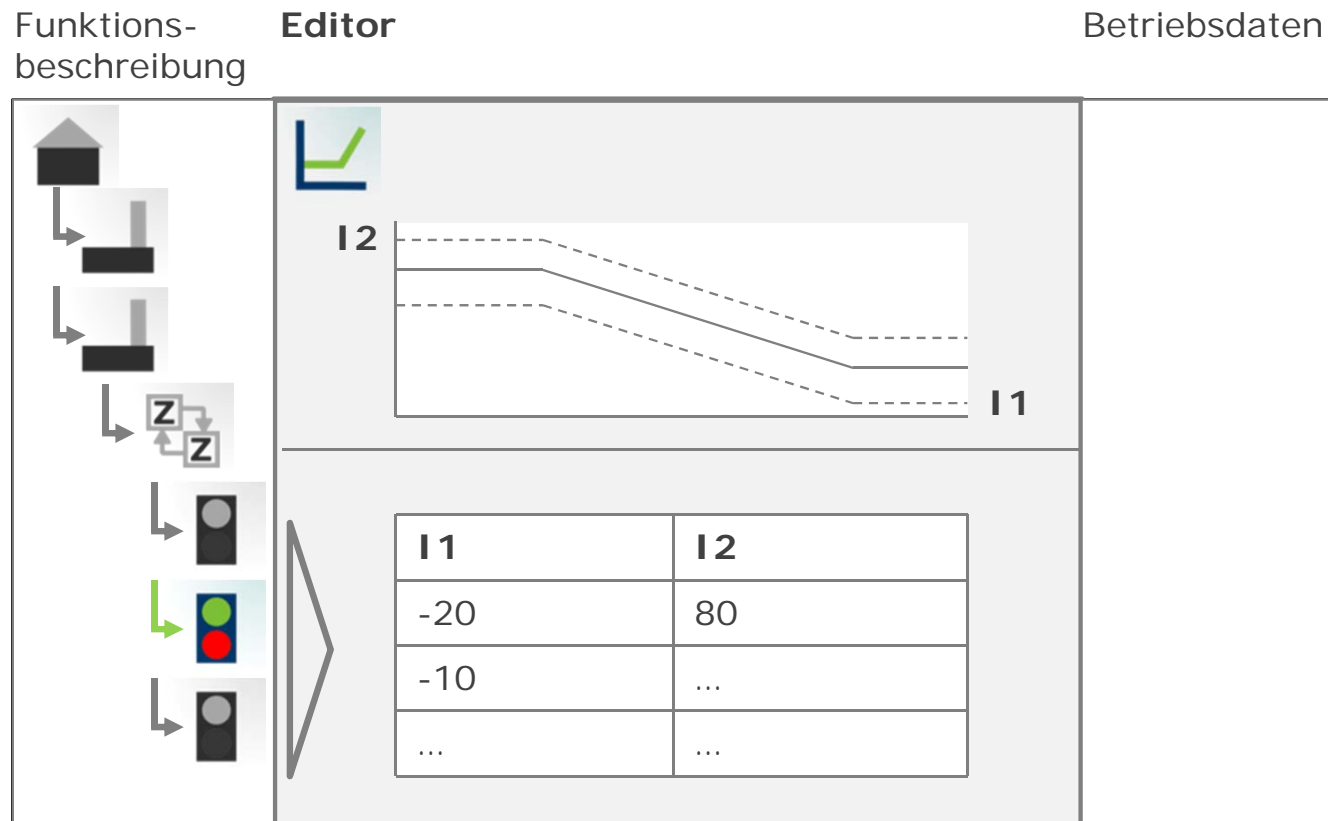 Funktions-
beschreibung
Editor
Betriebsdaten
I2
I1
Z
Z
I1 I2
-20 80
-10 ...
... ...